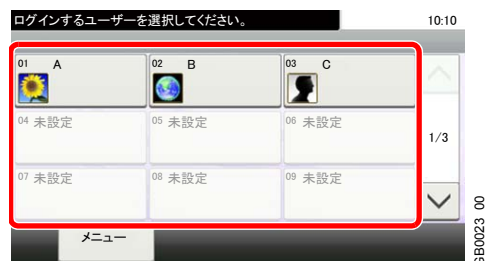 ログインするユーザーを選択してください。 10:10
01 A 02 B 03 C
04 未設定 05 未設定 06 未設定
1/3
07 未設定 08 未設定 09 未設定
メニュー
GB0023 00